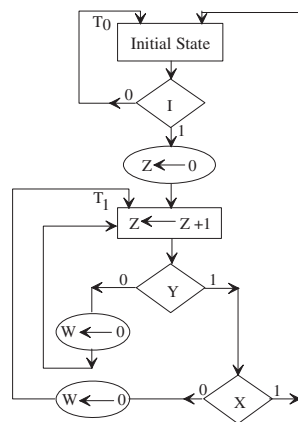 T0
Initial State
0
I
1
Z ← 0
T1
Z ← Z +1
0
Y
1
W ← 0
W ← 0
0
X
1